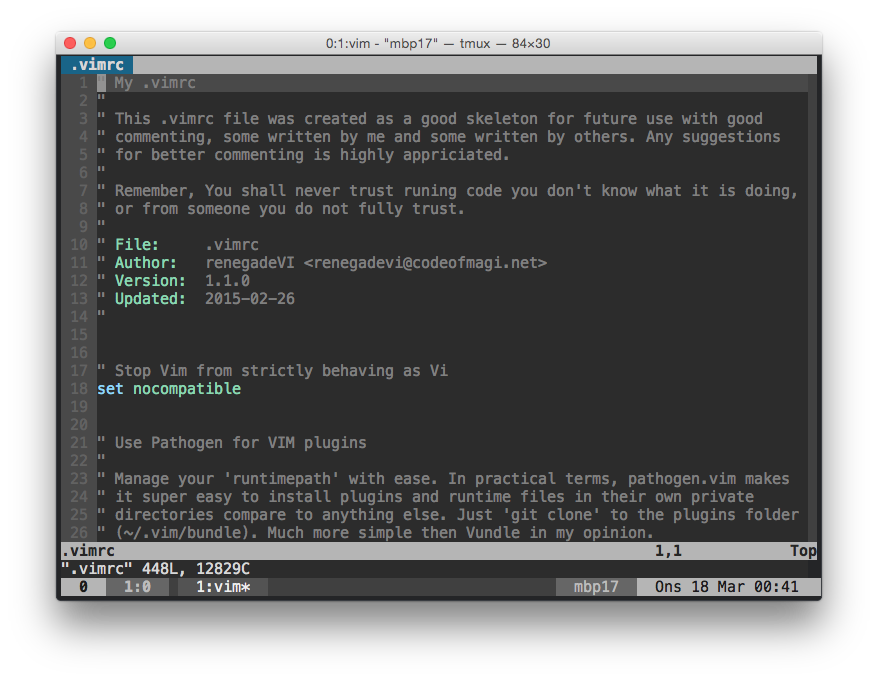 0:1:vim - "mbp17" — tmux — 84×30
.vimrc
1 " My .vimrc
2 "
3 " This .vimrc file was created as a good skeleton for future use with good
4 " commenting, some written by me and some written by others. Any suggestions
5 " for better commenting is highly appriciated.
6 "
7 " Remember, You shall never trust runing code you don't know what it is doing,
8 " or from someone you do not fully trust.
9 "
10 " File:     .vimrc
11 " Author:   renegadeVI <renegadevi@codeofmagi.net>
12 " Version:  1.1.0
13 " Updated:  2015-02-26
14 "
15
16
17 " Stop Vim from strictly behaving as Vi
18 set nocompatible
19
20
21 " Use Pathogen for VIM plugins
22 "
23 " Manage your 'runtimepath' with ease. In practical terms, pathogen.vim makes
24 " it super easy to install plugins and runtime files in their own private
25 " directories compare to anything else. Just 'git clone' to the plugins folder
26 " (~/.vim/bundle). Much more simple then Vundle in my opinion.
.vimrc 1,1 Top
".vimrc" 448L, 12829C
0 1:0 1:vim* mbp17 Ons 18 Mar 00:41